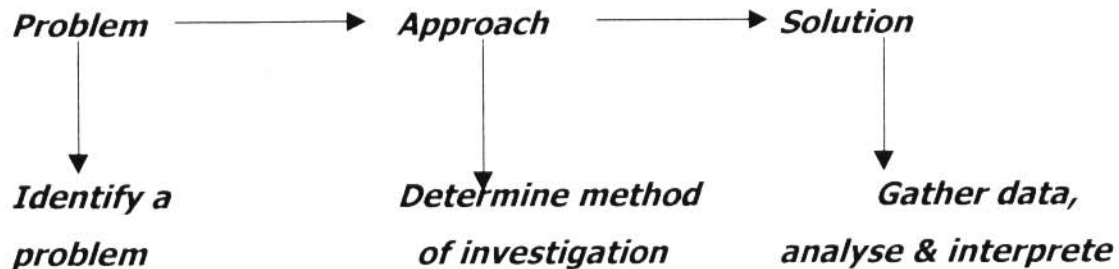 Problem Approach Solution
Identify a Determine method Gather data,
problem of investigation analyse & interprete